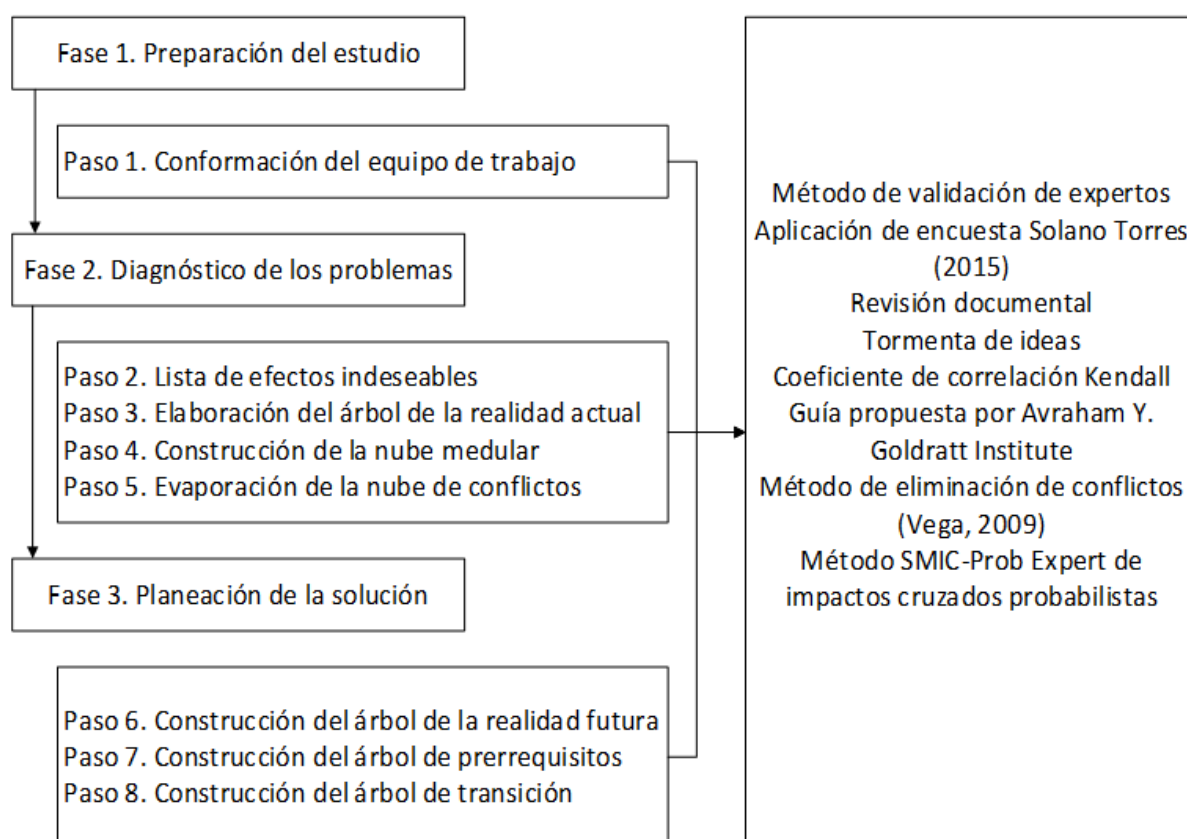 Fase 1. Preparación del estudio
Paso 1. Conformación del equipo de trabajo
Fase 2. Diagnóstico de los problemas
Paso 2. Lista de efectos indeseables
Paso 3. Elaboración del árbol de la realidad actual
Paso 4. Construcción de la nube medular
Paso 5. Evaporación de la nube de conflictos
Fase 3. Planeación de la solución
Paso 6. Construcción del árbol de la realidad futura
Paso 7. Construcción del árbol de prerrequisitos
Paso 8. Construcción del árbol de transición
Método de validación de expertos
Aplicación de encuesta Solano Torres
(2015)
Revisión documental
Tormenta de ideas
Coeficiente de correlación Kendall
Guía propuesta por Avraham Y.
Goldratt Institute
Método de eliminación de conflictos
(Vega, 2009)
Método SMIC-Prob Expert de
impactos cruzados probabilistas